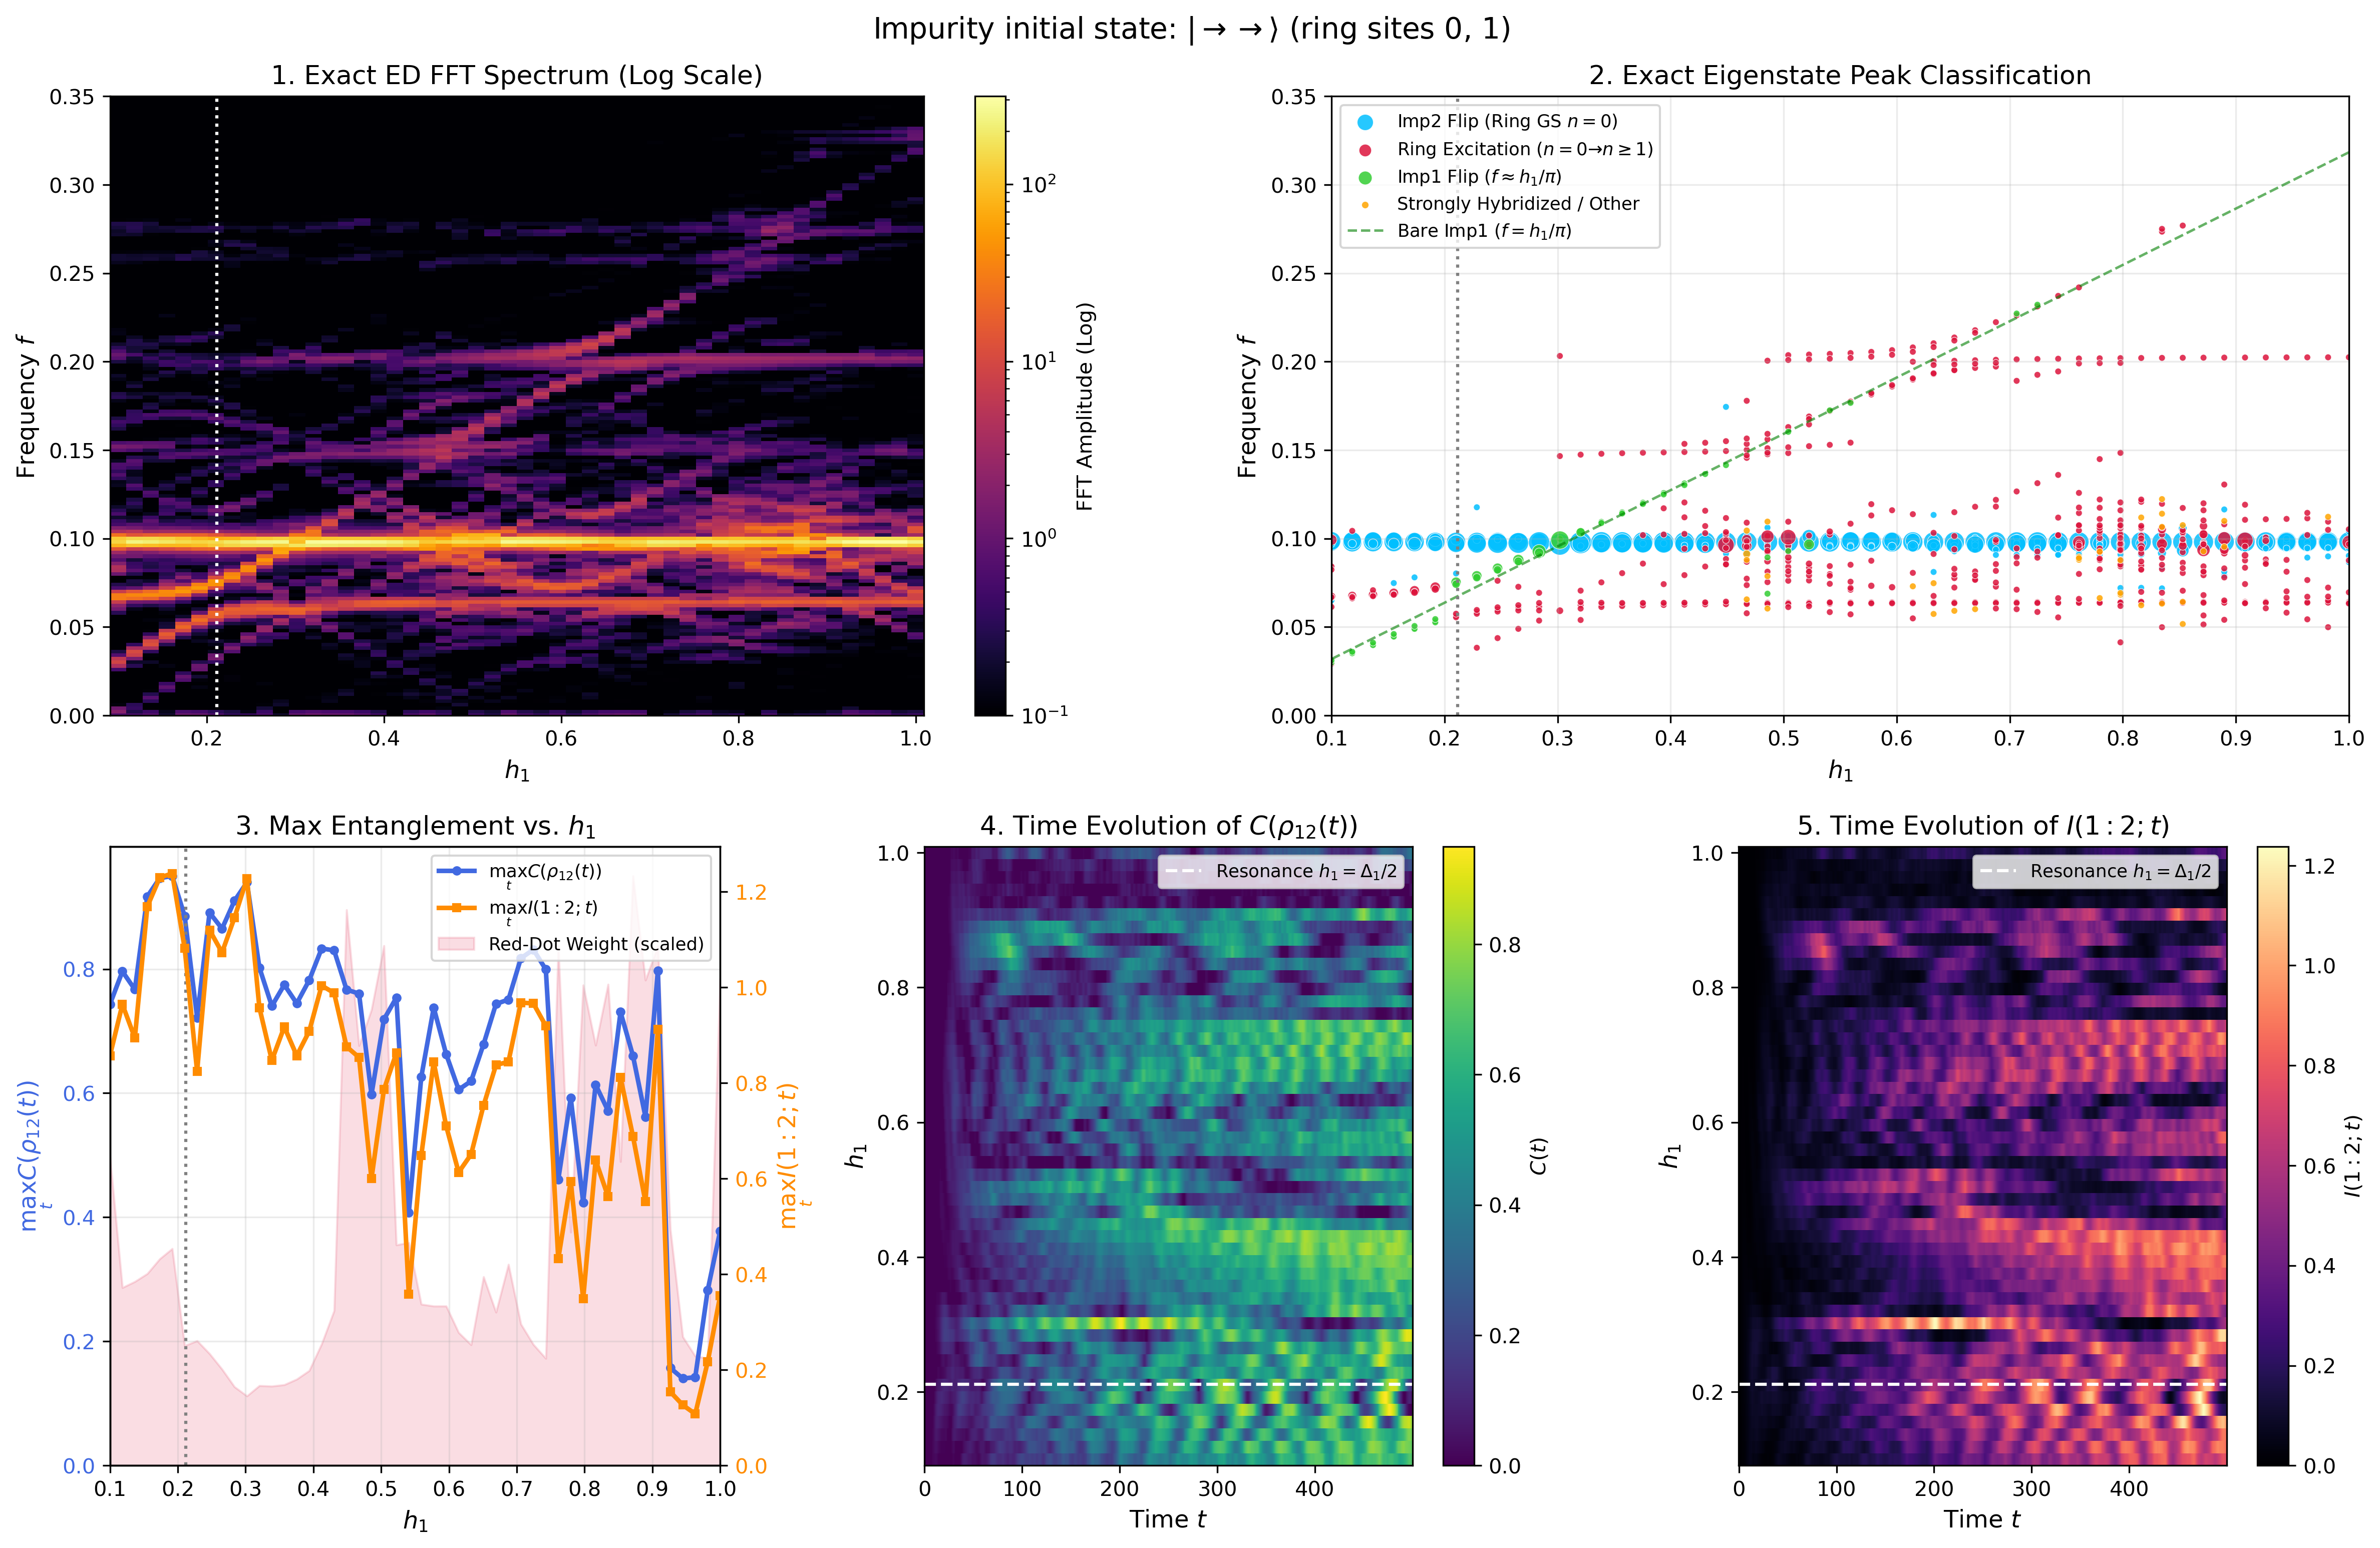 Impurity initial state: |→→⟩ (ring sites 0, 1)
1. Exact ED FFT Spectrum (Log Scale)
Frequency f
0.35
0.30
0.25
0.20
0.15
0.10
0.05
0.00
0.2 0.4 0.6 0.8 1.0
h₁
10²
10¹
10⁰
10⁻¹
FFT Amplitude (Log)
2. Exact Eigenstate Peak Classification
Imp2 Flip (Ring GS n = 0)
Ring Excitation (n = 0→n ≥ 1)
Imp1 Flip (f ≈ h₁/π)
Strongly Hybridized / Other
Bare Imp1 (f = h₁/π)
Frequency f
0.35
0.30
0.25
0.20
0.15
0.10
0.05
0.00
0.1 0.2 0.3 0.4 0.5 0.6 0.7 0.8 0.9 1.0
h₁
3. Max Entanglement vs. h₁
max C(ρ₁₂(t))
t
max I(1 : 2; t)
t
Red-Dot Weight (scaled)
max C(ρ₁₂(t))
t
0.8
0.6
0.4
0.2
0.0
0.1 0.2 0.3 0.4 0.5 0.6 0.7 0.8 0.9 1.0
h₁
1.2
1.0
0.8
0.6
0.4
0.2
0.0
max I(1 : 2; t)
t
4. Time Evolution of C(ρ₁₂(t))
Resonance h₁ = Δ₁/2
h₁
1.0
0.8
0.6
0.4
0.2
0 100 200 300 400
Time t
0.8
0.6
0.4
0.2
0.0
C(t)
5. Time Evolution of I(1 : 2; t)
Resonance h₁ = Δ₁/2
h₁
1.0
0.8
0.6
0.4
0.2
0 100 200 300 400
Time t
1.2
1.0
0.8
0.6
0.4
0.2
0.0
I(1 : 2; t)